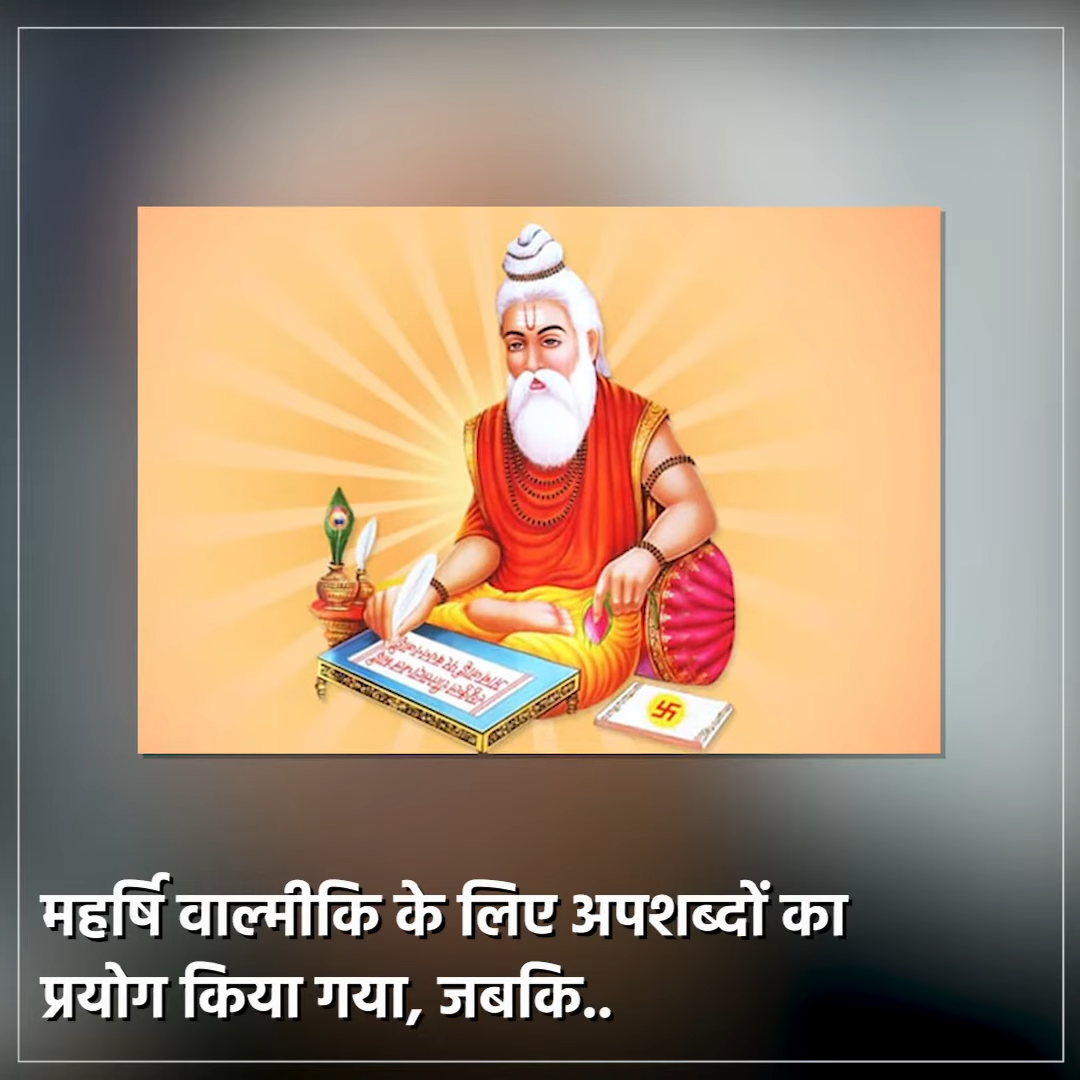 महर्षि वाल्मीकि के लिए अपशब्दों का
प्रयोग किया गया, जबकि..